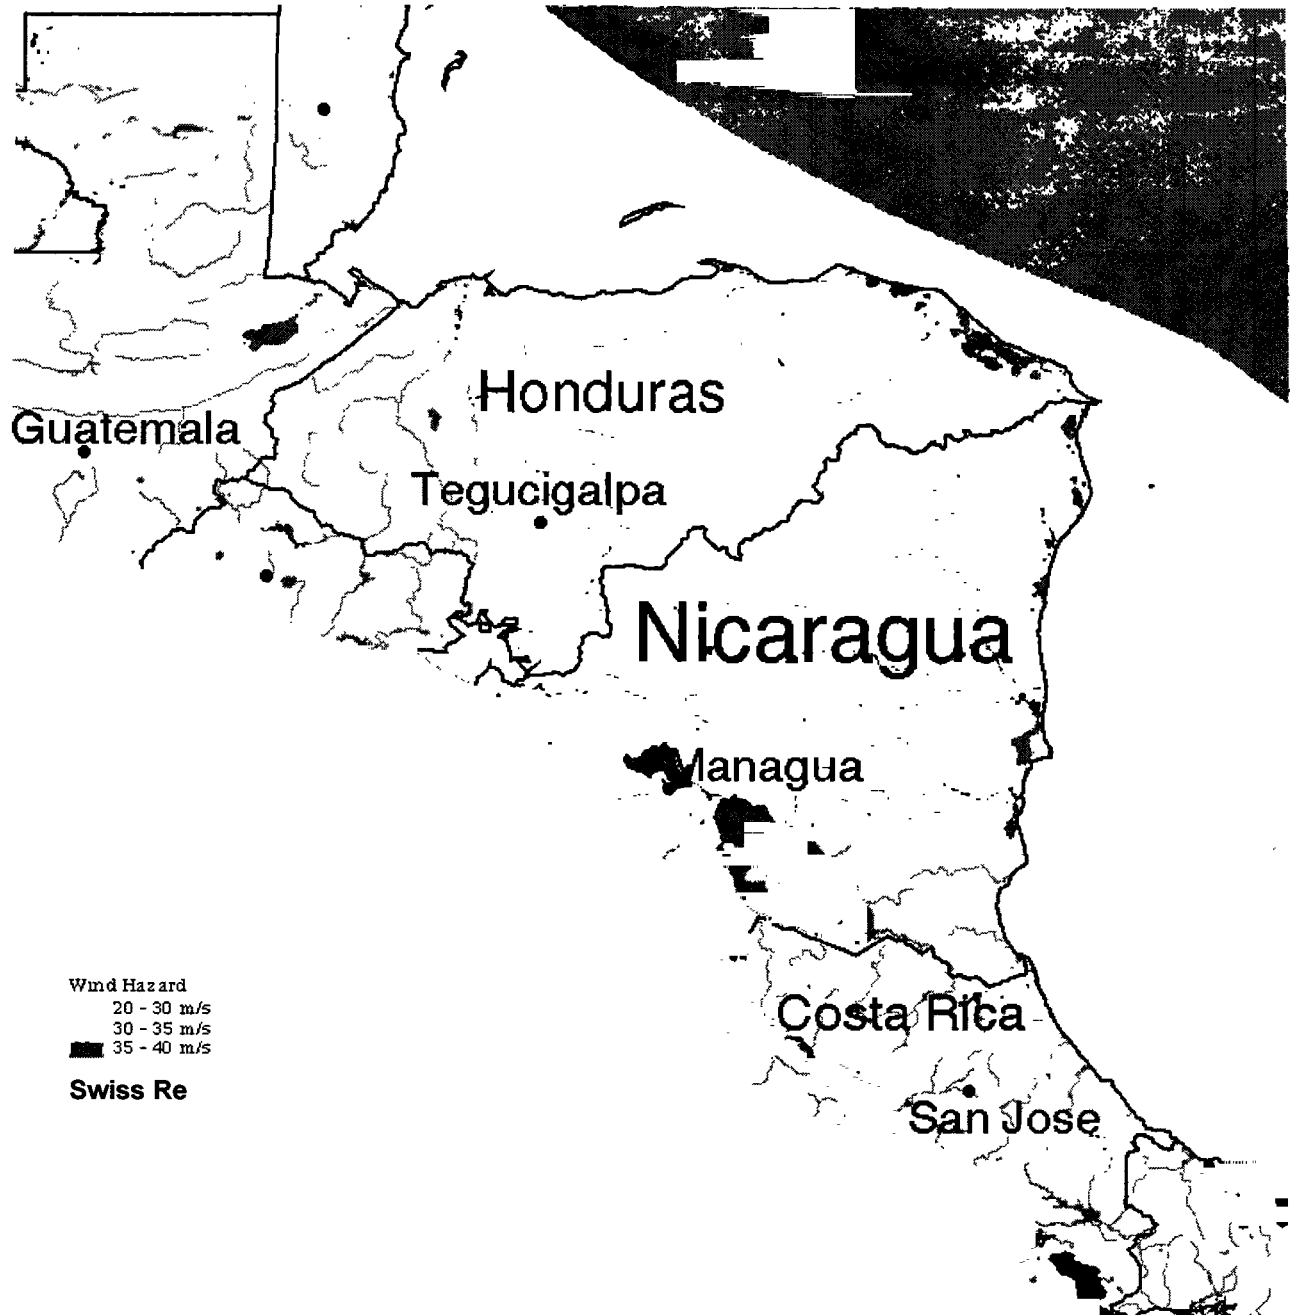 Honduras
Guatemala
Tegucigalpa
Nicaragua
Managua
Costa Rica
San Jose
Wind Hazard
20 - 30 m/s
30 - 35 m/s
35 - 40 m/s
Swiss Re